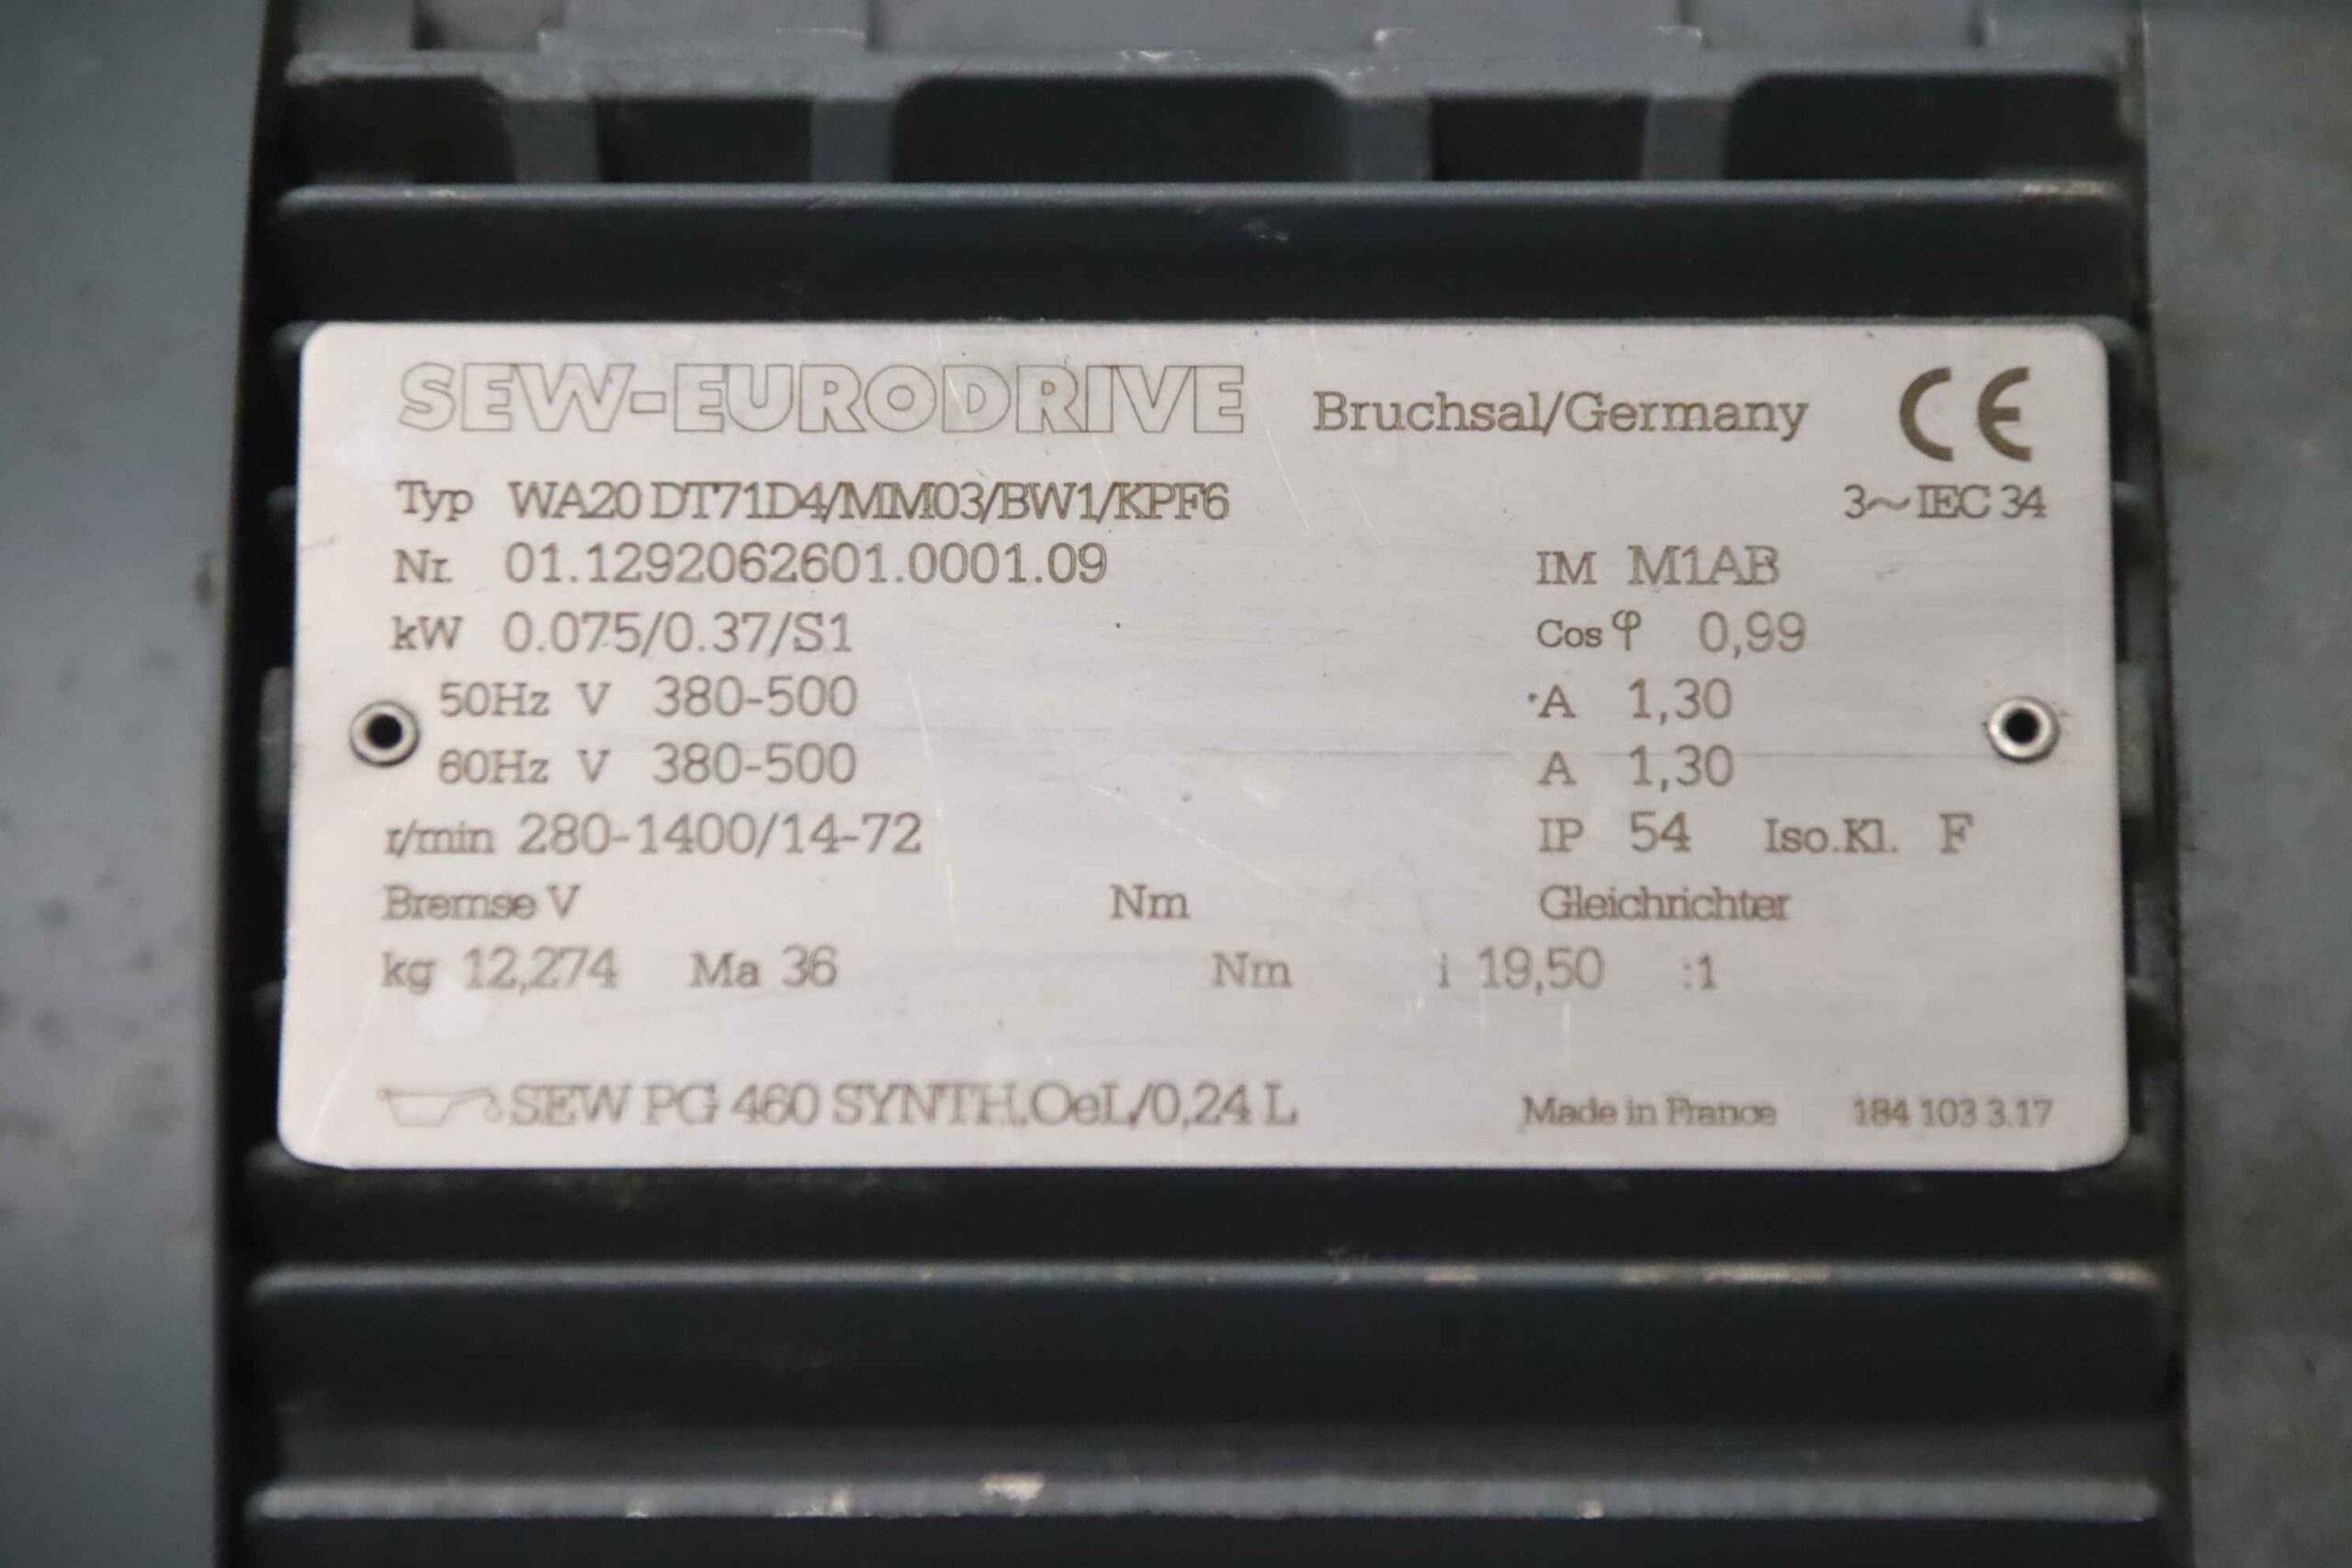 SEW-EURODRIVE Bruchsal/Germany CE
Typ WA20 DT71D4/MM03/BW1/KPF6 3~IEC 34
Nr. 01.1292062601.0001.09 IM M1AB
kW 0.075/0.37/S1 Cos φ 0,99
50Hz V 380-500 A 1,30
60Hz V 380-500 A 1,30
r/min 280-1400/14-72 IP 54 Iso.Kl. F
Bremse V Nm Gleichrichter
kg 12,274 Ma 36 Nm i 19,50 :1
SEW PG 460 SYNTH.OeL/0,24 L Made in France 184 103 3.17